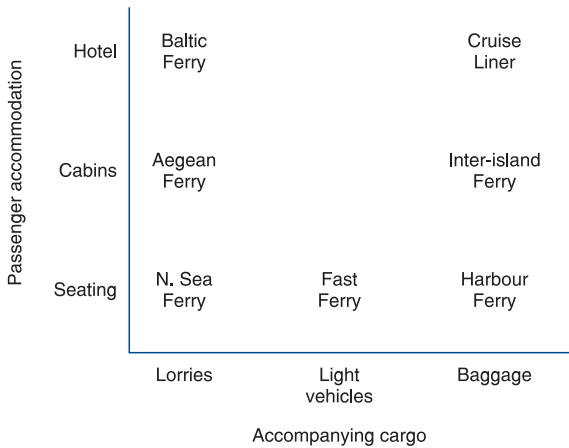 Passenger accommodation
Hotel
Baltic
Ferry
Cruise
Liner
Cabins
Aegean
Ferry
Inter-island
Ferry
Seating
N. Sea
Ferry
Fast
Ferry
Harbour
Ferry
Lorries
Light
vehicles
Baggage
Accompanying cargo